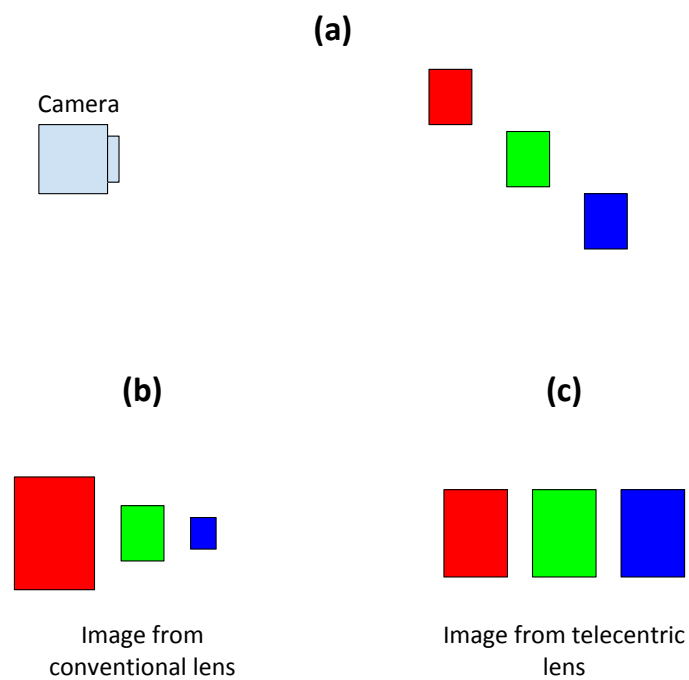 (a)
Camera
(b)
(c)
Image from
conventional lens
Image from telecentric
lens